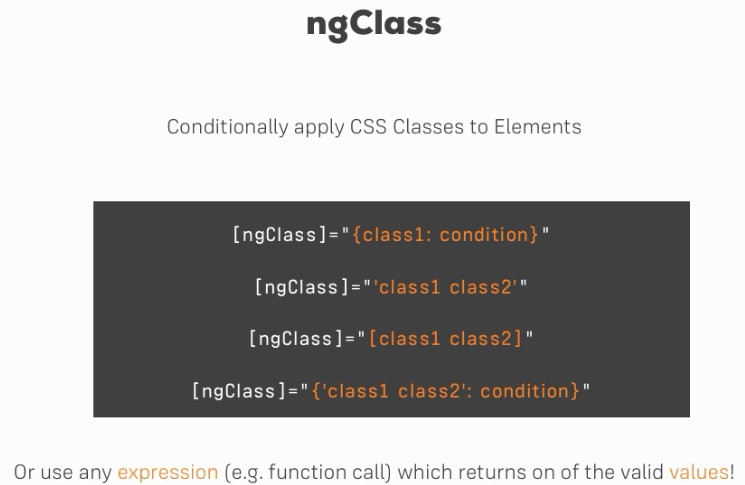 ngClass
Conditionally apply CSS Classes to Elements
[ngClass]="{class1: condition}"
[ngClass]="'class1 class2'"
[ngClass]="[class1 class2]"
[ngClass]="{'class1 class2': condition}"
Or use any expression (e.g. function call) which returns on of the valid values!